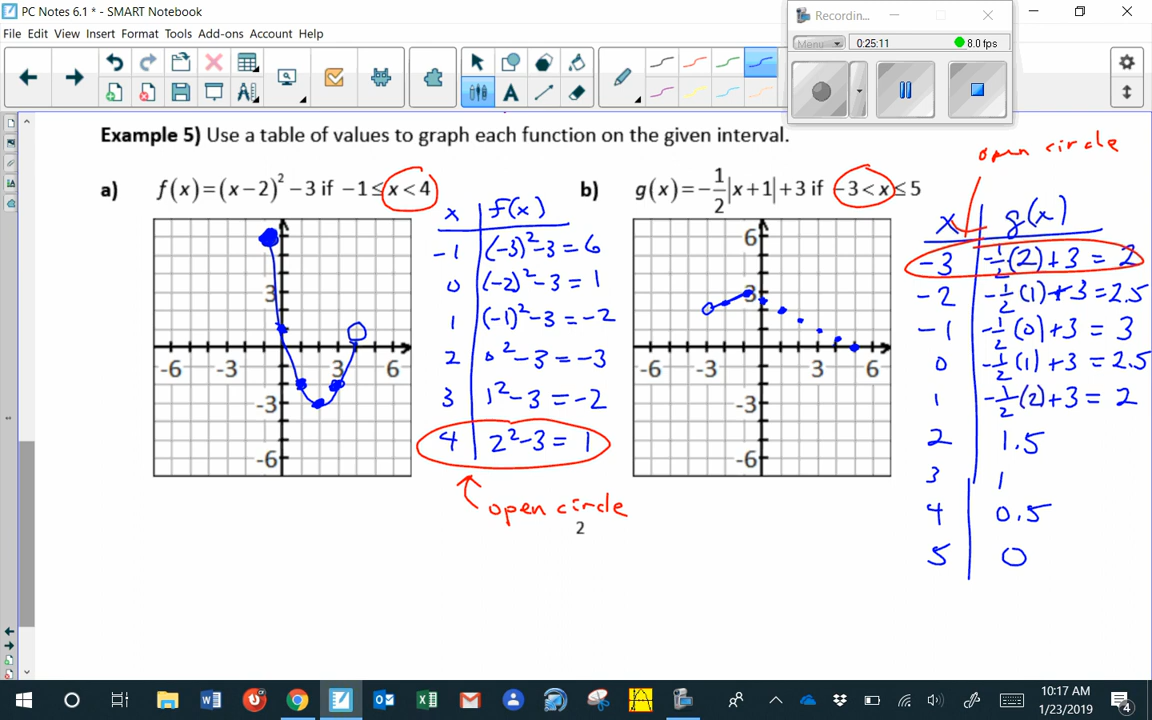 PC Notes 6.1 * - SMART Notebook
Recordin...
File Edit View Insert Format Tools Add-ons Account Help
Menu 0:25:11 8.0 fps
A
Example 5) Use a table of values to graph each function on the given interval.
open circle
a) f(x)=(x−2)² −3 if −1≤x<4
b) g(x)=−1/2|x+1|+3 if −3<x≤5
x f(x)
-1 (-3)²-3=6
0 (-2)²-3=1
1 (-1)²-3=-2
2 0²-3=-3
3 1²-3=-2
4 2²-3=1
open circle
3
-6 -3 3 6
-3
-6
6
3
-6 -3 3 6
-3
-6
x g(x)
-3 -1/2(2)+3=2
-2 -1/2(1)+3=2.5
-1 -1/2(0)+3=3
0 -1/2(1)+3=2.5
1 -1/2(2)+3=2
2 1.5
3 1
4 0.5
5 0
2
10:17 AM
1/23/2019
4